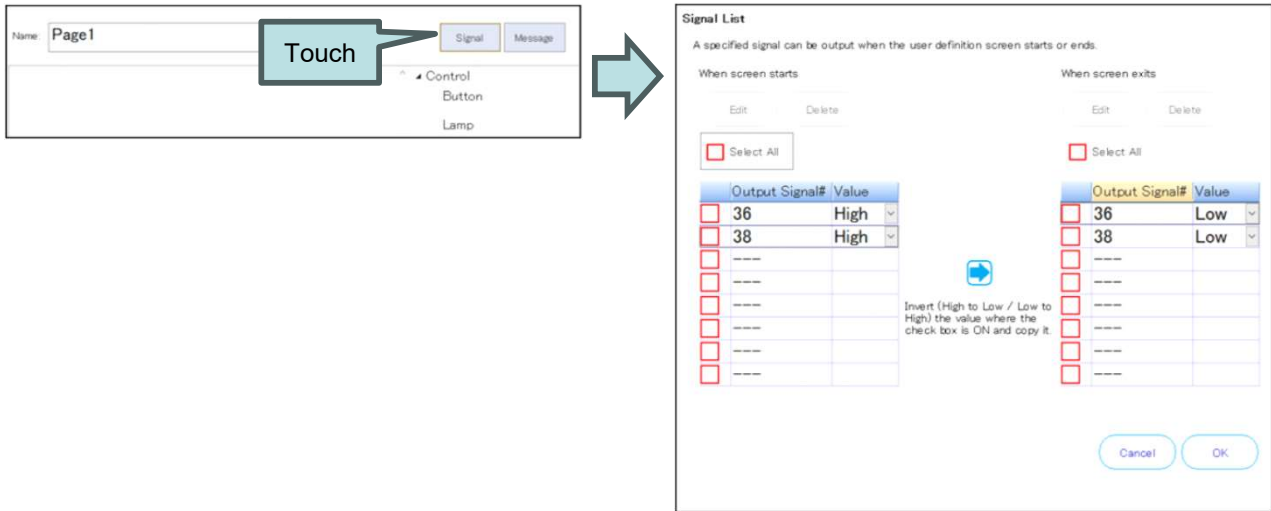 Name: Page1
Touch
Signal
Message
Control
Button
Lamp
Signal List
A specified signal can be output when the user definition screen starts or ends.
When screen starts
Edit Delete
Select All
Output Signal# Value
36 High
38 High
---
---
---
---
---
---
Invert (High to Low / Low to
High) the value where the
check box is ON and copy it.
When screen exits
Edit Delete
Select All
Output Signal# Value
36 Low
38 Low
---
---
---
---
---
---
Cancel OK